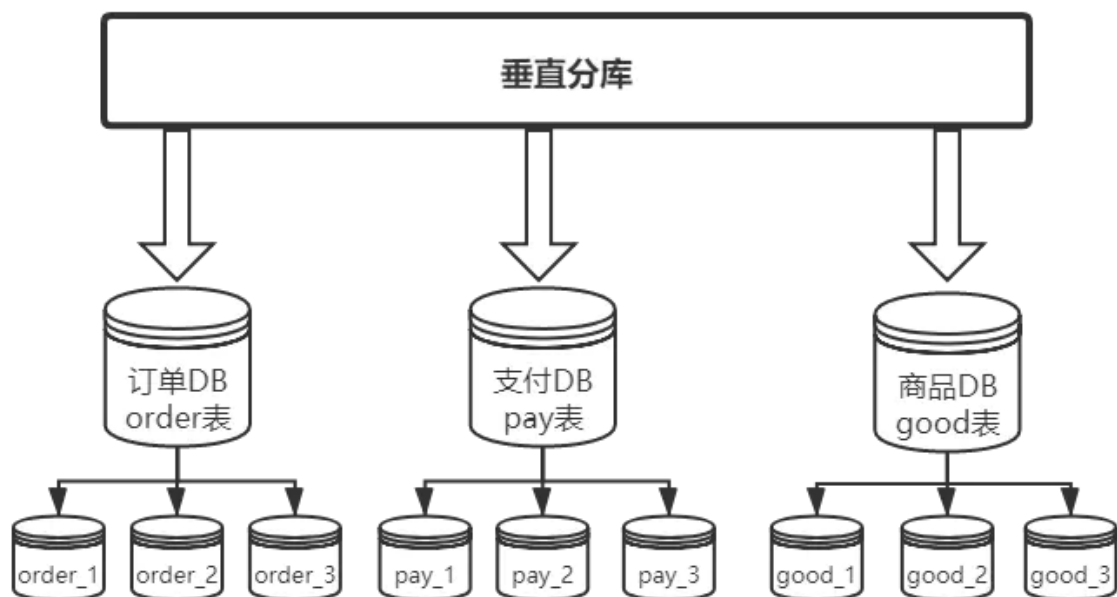 垂直分库
订单DB
order表
支付DB
pay表
商品DB
good表
order_1
order_2
order_3
pay_1
pay_2
pay_3
good_1
good_2
good_3